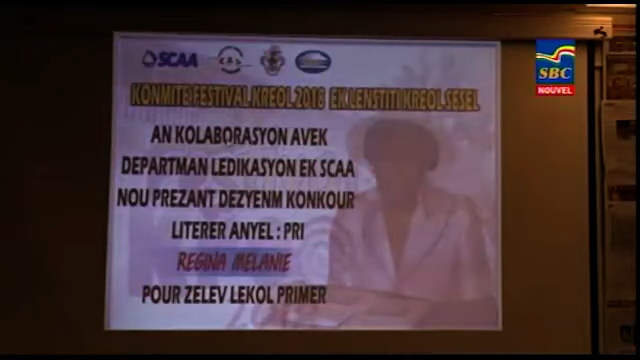 SCAA
SBC
NOUVEL
KONMITE FESTIVAL KREOL 2018 EK LENSTITI KREOL SESEL
AN KOLABORASYON AVEK
DEPARTMAN LEDIKASYON EK SCAA
NOU PREZANT DEZYENM KONKOUR
LITERER ANYEL : PRI
REGINA MELANIE
POUR ZELEV LEKOL PRIMER